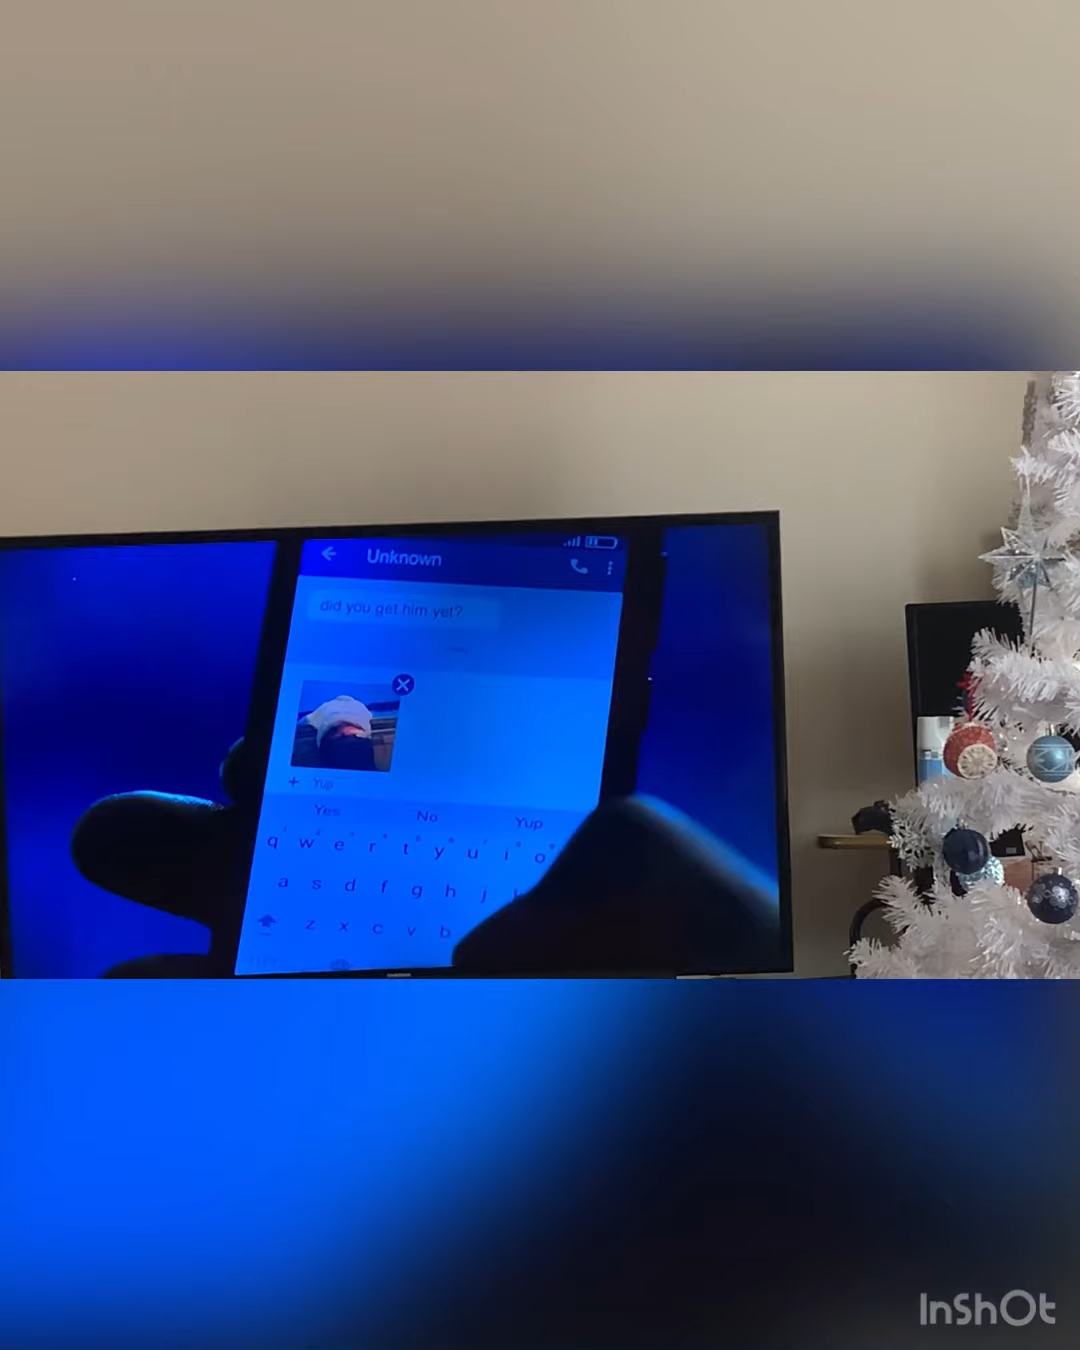 Unknown
did you get him yet?
Yup
Yes No Yup
q w e r t y u i o
a s d f g h j
z x c v b
InShOt